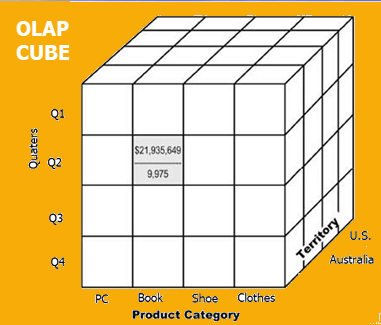 OLAP
CUBE
Q1
Quaters
Q2
$21,935,649
9,975
Q3
Q4
Territory
U.S.
Australia
PC Book Shoe Clothes
Product Category